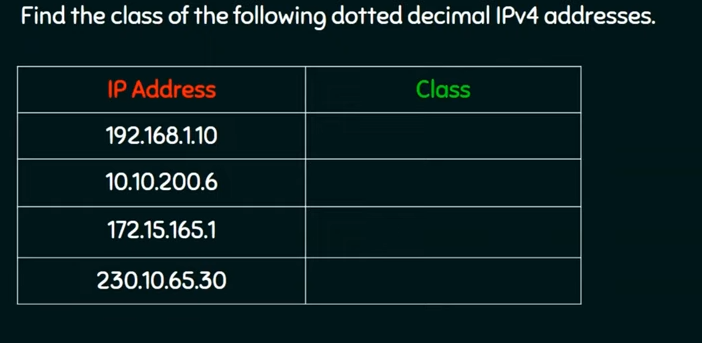 Find the class of the following dotted decimal IPv4 addresses.
IP Address Class
192.168.1.10
10.10.200.6
172.15.165.1
230.10.65.30